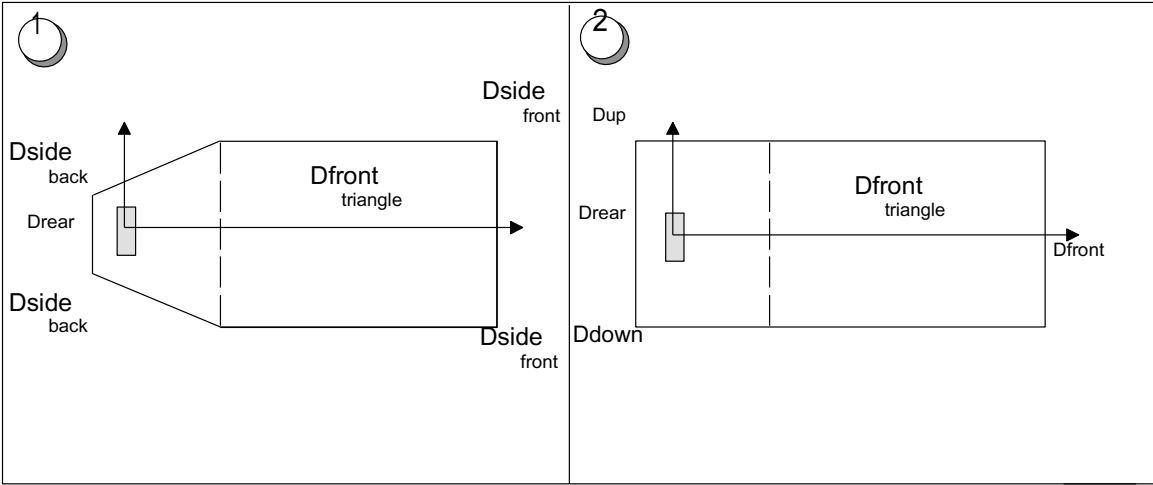 1
Dside
front
Dside
back
Dfront
triangle
Drear
Dside
back
Dside
front
2
Dup
Dfront
triangle
Drear
Dfront
Ddown